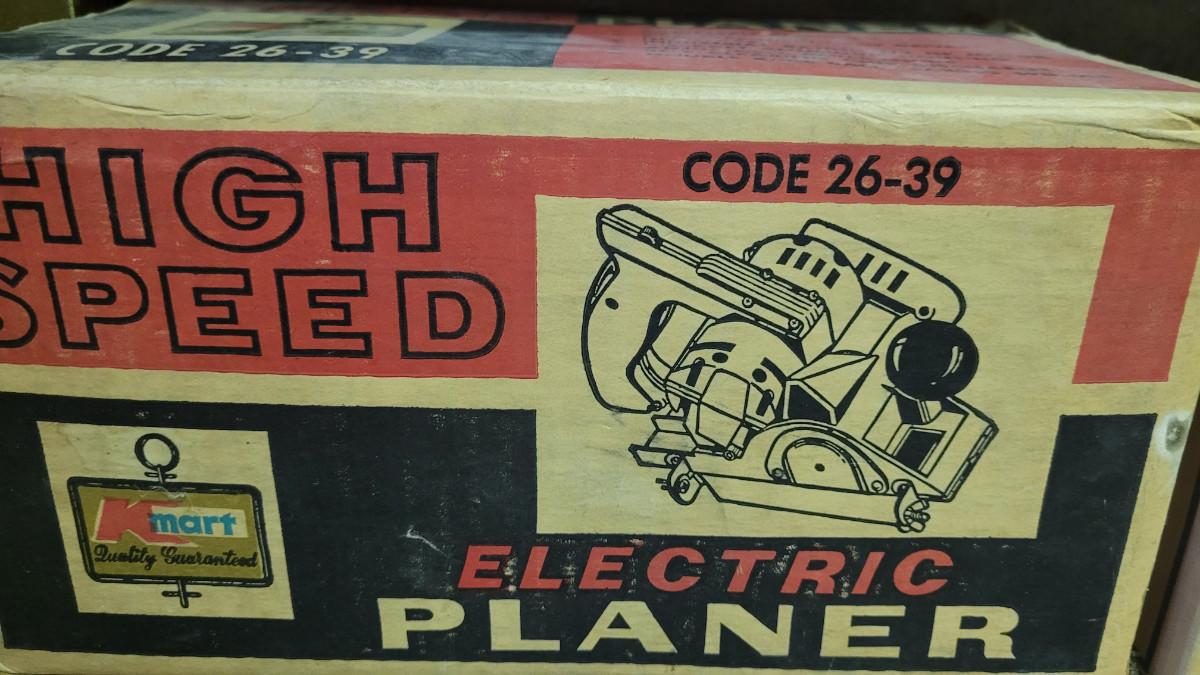 CODE 26-39
HIGH
SPEED
CODE 26-39
Kmart
Quality Guaranteed
ELECTRIC
PLANER